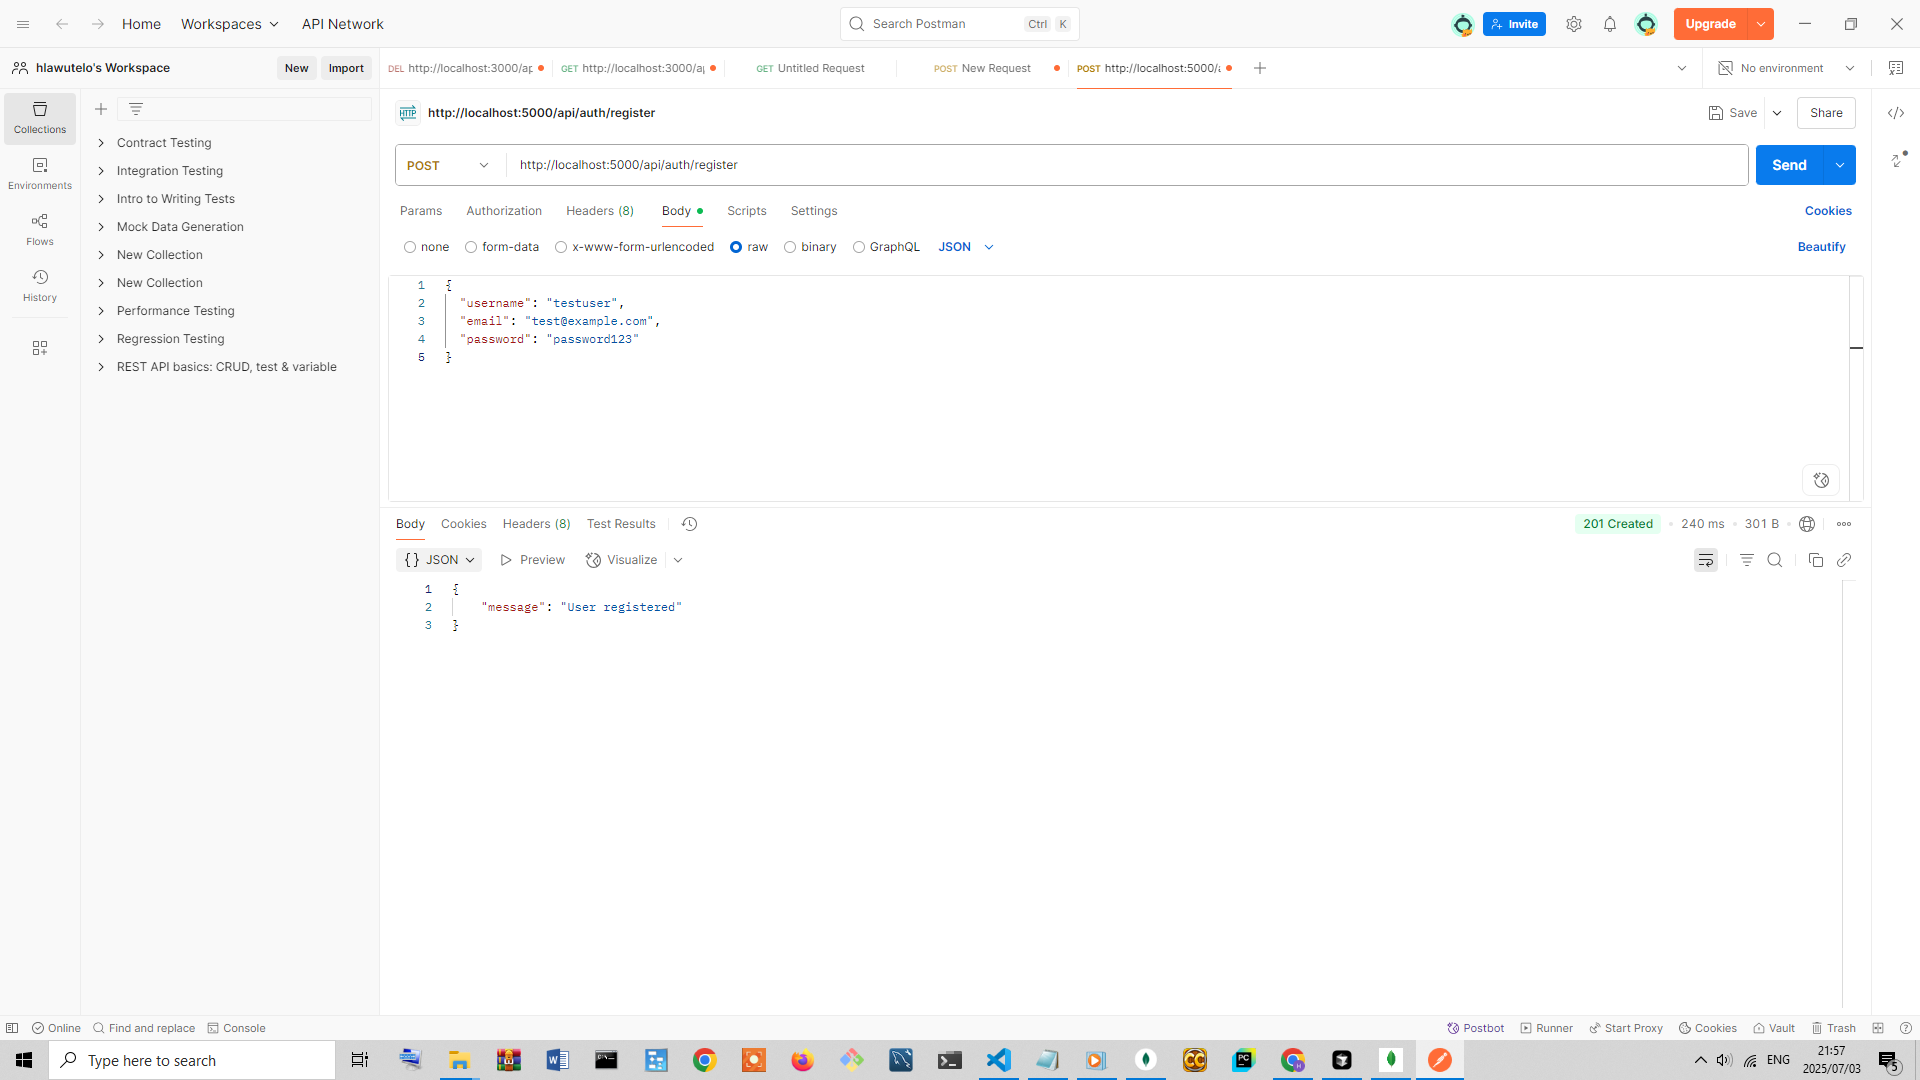 Home Workspaces API Network Search Postman Ctrl K Invite Upgrade
hlawutelo's Workspace New Import DEL http://localhost:3000/ap GET http://localhost:3000/ap GET Untitled Request POST New Request POST http://localhost:5000/a No environment
Collections
Environments
Flows
History
Contract Testing
Integration Testing
Intro to Writing Tests
Mock Data Generation
New Collection
New Collection
Performance Testing
Regression Testing
REST API basics: CRUD, test & variable
HTTP http://localhost:5000/api/auth/register Save Share
POST http://localhost:5000/api/auth/register Send
Params Authorization Headers (8) Body Scripts Settings Cookies
none form-data x-www-form-urlencoded raw binary GraphQL JSON Beautify
1 {
2 "username": "testuser",
3 "email": "test@example.com",
4 "password": "password123"
5 }
Body Cookies Headers (8) Test Results 201 Created • 240 ms • 301 B
{} JSON Preview Visualize
1 {
2 "message": "User registered"
3 }
Online Find and replace Console Postbot Runner Start Proxy Cookies Vault Trash
Type here to search ENG 21:57
2025/07/03 5